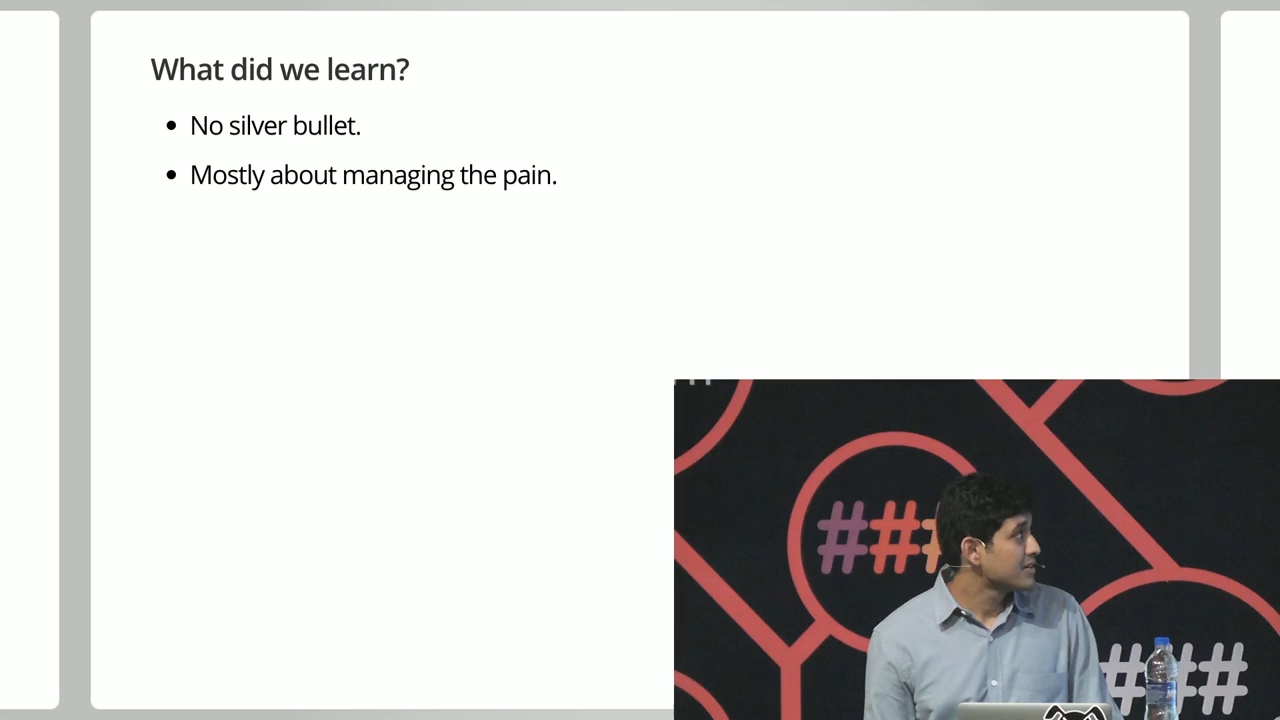 What did we learn?
No silver bullet.
Mostly about managing the pain.
###
###